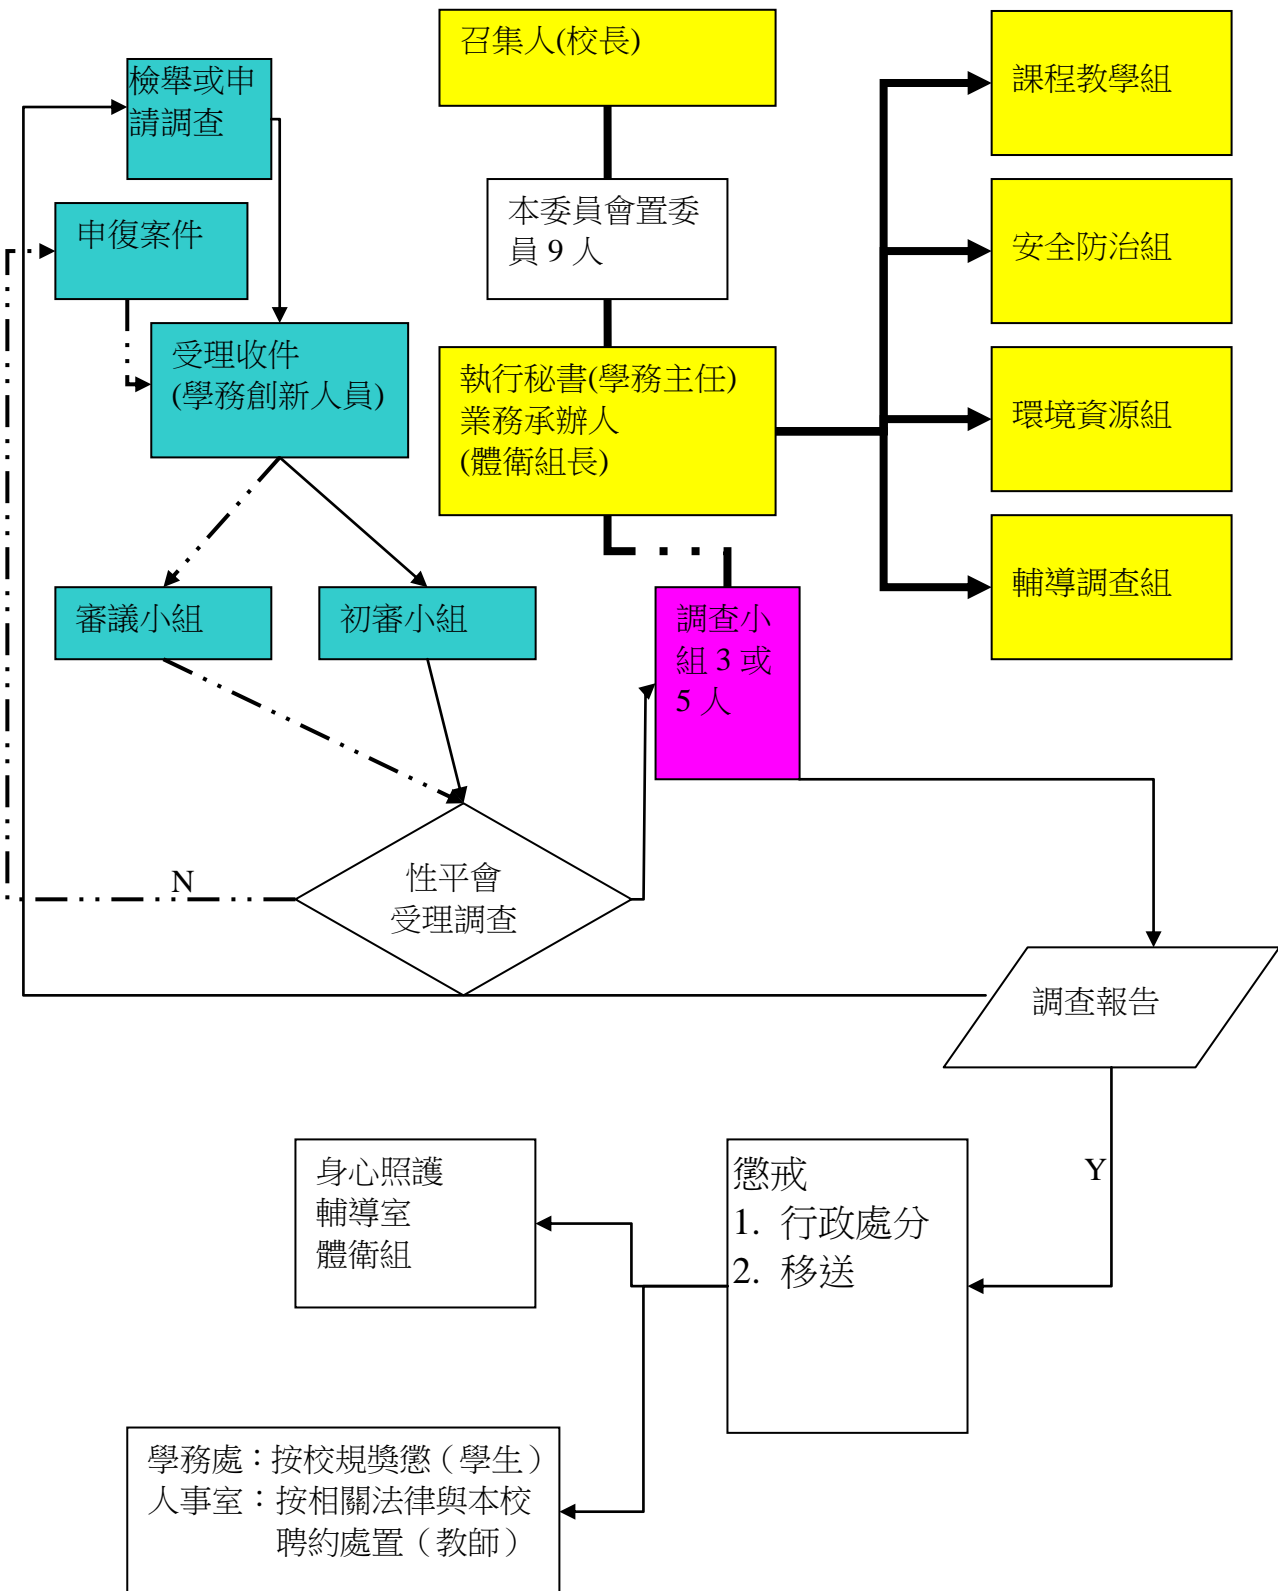 召集人(校長)
檢舉或申
請調查
課程教學組
申復案件
本委員會置委
員 9 人
安全防治組
受理收件
(學務創新人員)
執行秘書(學務主任)
業務承辦人
(體衛組長)
環境資源組
審議小組
初審小組
調查小
組 3 或
5 人
輔導調查組
N
性平會
受理調查
調查報告
Y
身心照護
輔導室
體衛組
懲戒
1. 行政處分
2. 移送
學務處：按校規獎懲（學生）
人事室：按相關法律與本校
聘約處置（教師）